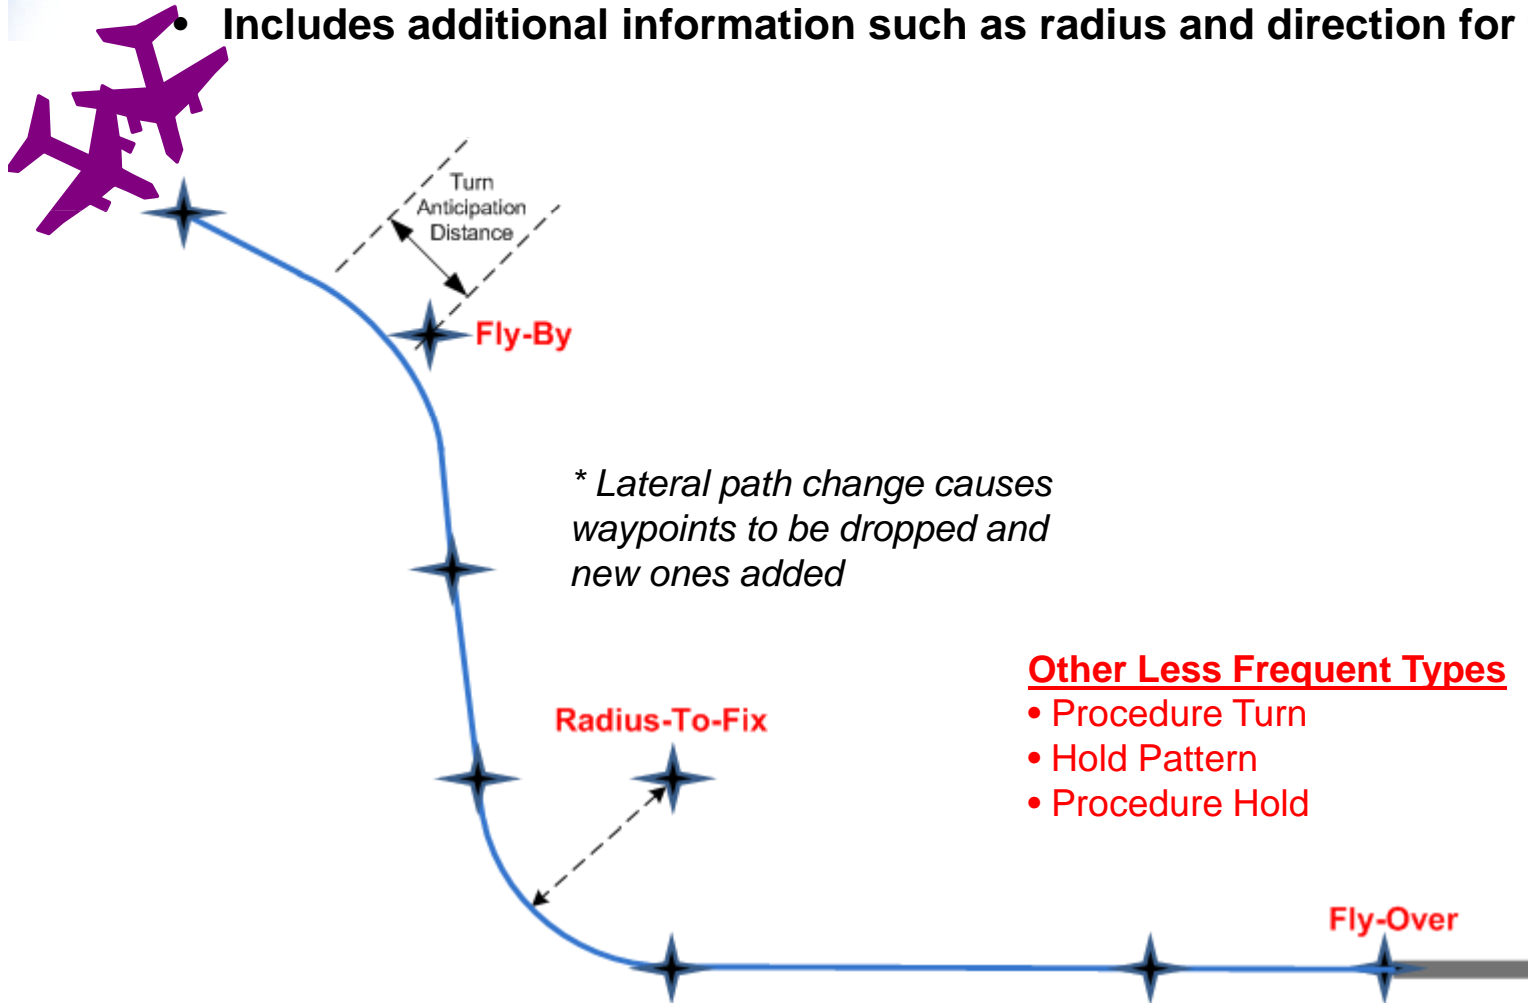 • Includes additional information such as radius and direction for
Turn
Anticipation
Distance
Fly-By
* Lateral path change causes
waypoints to be dropped and
new ones added
Other Less Frequent Types
• Procedure Turn
• Hold Pattern
• Procedure Hold
Radius-To-Fix
Fly-Over